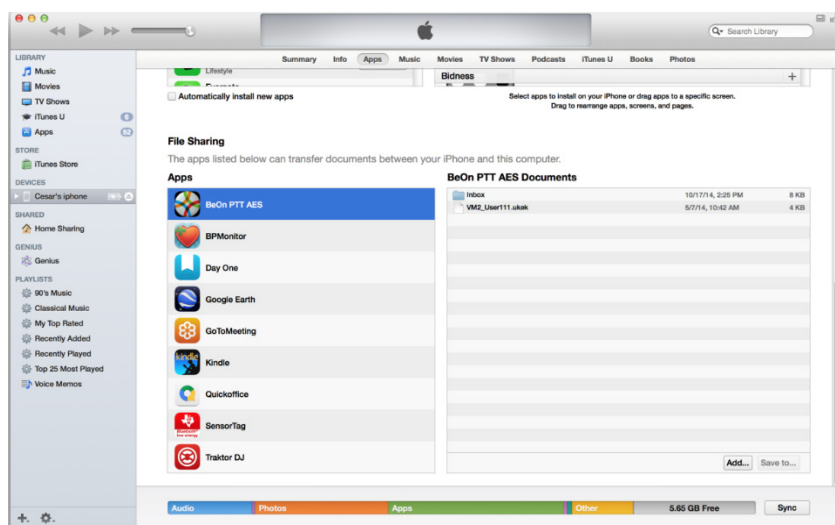 Search Library
LIBRARY
Music
Movies
TV Shows
iTunes U
Apps
STORE
iTunes Store
DEVICES
Cesar's iphone
SHARED
Home Sharing
GENIUS
Genius
PLAYLISTS
90's Music
Classical Music
My Top Rated
Recently Added
Recently Played
Top 25 Most Played
Voice Memos
Summary Info Apps Music Movies TV Shows Podcasts iTunes U Books Photos
Lifestyle
Bidness
Automatically install new apps
Select apps to install on your iPhone or drag apps to a specific screen.
Drag to rearrange apps, screens, and pages.
File Sharing
The apps listed below can transfer documents between your iPhone and this computer.
Apps
BeOn PTT AES
BPMonitor
Day One
Google Earth
GoToMeeting
kindle
Kindle
Quickoffice
SensorTag
Traktor DJ
BeOn PTT AES Documents
Inbox 10/17/14, 2:25 PM 8 KB
VM2_User111.ukek 5/7/14, 10:42 AM 4 KB
Add... Save to...
Audio Photos Apps Other 5.65 GB Free Sync